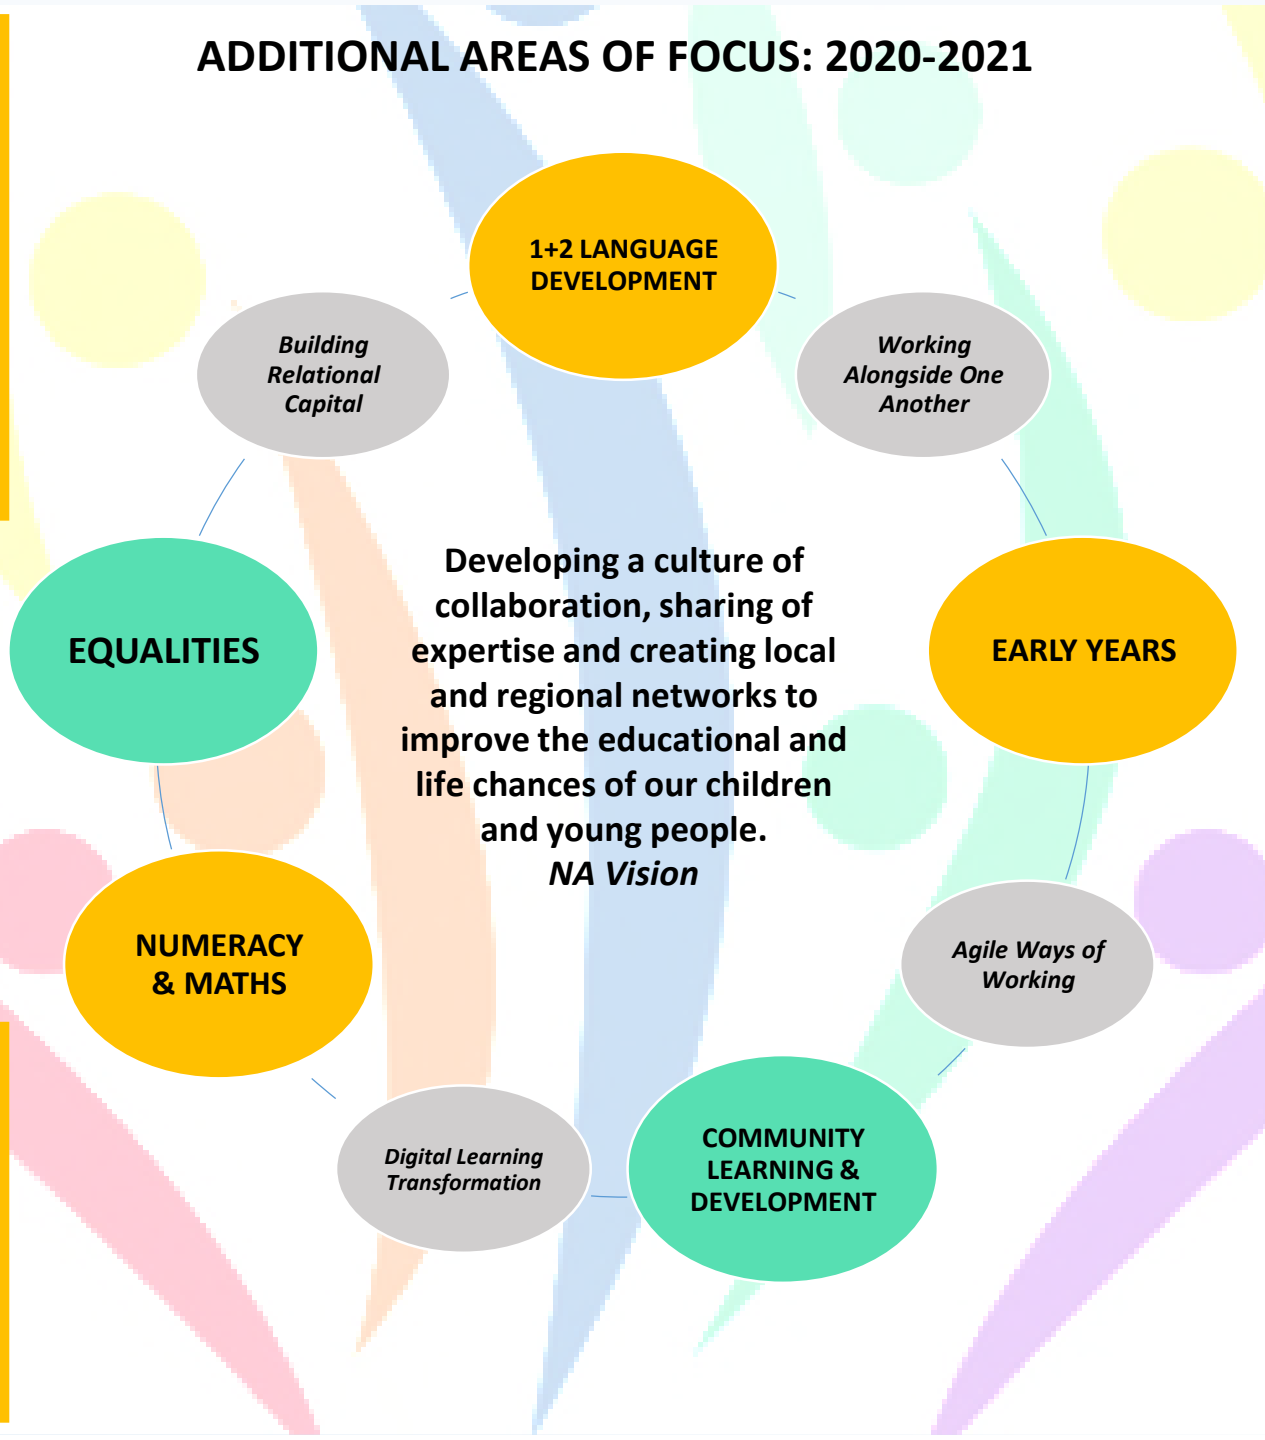 ADDITIONAL AREAS OF FOCUS: 2020-2021
1+2 LANGUAGE
DEVELOPMENT
Working
Alongside One
Another
EARLY YEARS
Agile Ways of
Working
COMMUNITY
LEARNING &
DEVELOPMENT
Digital Learning
Transformation
NUMERACY
& MATHS
EQUALITIES
Building
Relational
Capital
Developing a culture of
collaboration, sharing of
expertise and creating local
and regional networks to
improve the educational and
life chances of our children
and young people.
NA Vision